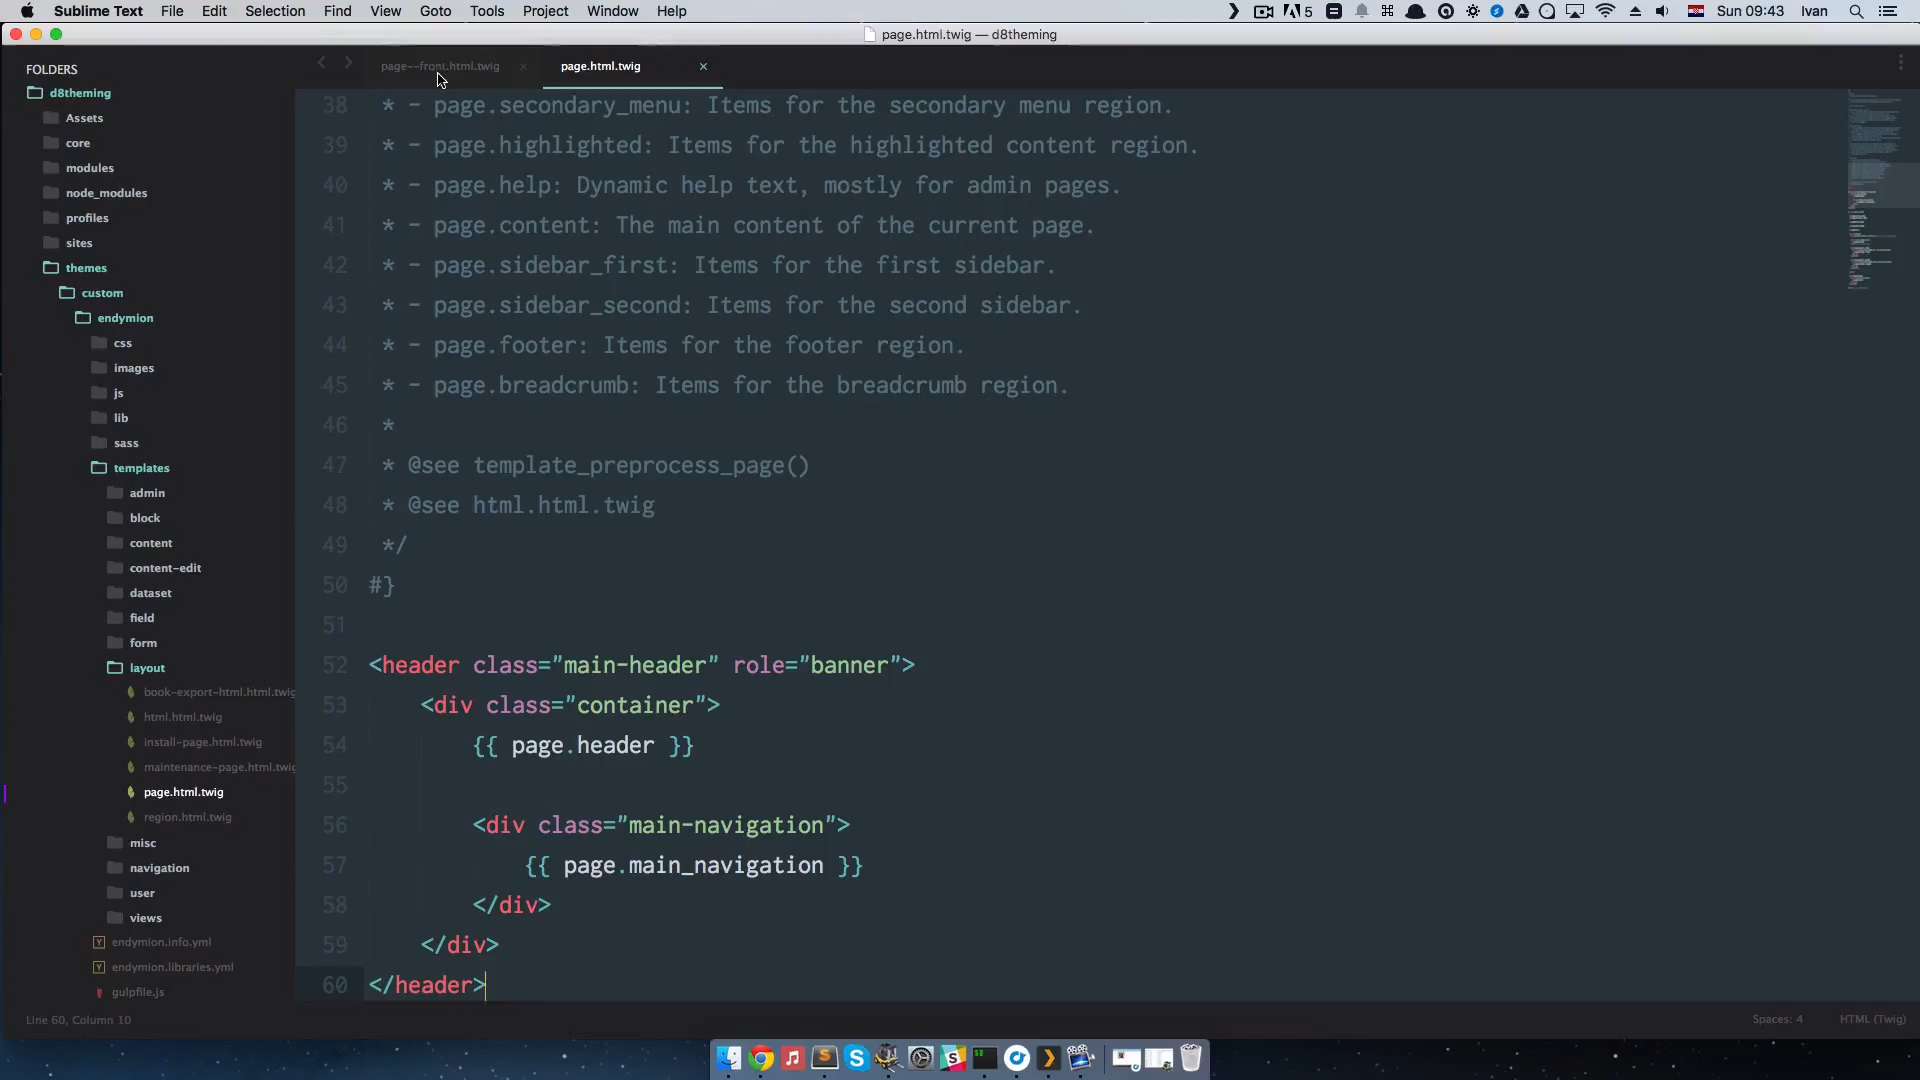 Sublime Text File Edit Selection Find View Goto Tools Project Window Help 5 Sun 09:43 Ivan
page.html.twig — d8theming
FOLDERS
d8theming
Assets
core
modules
node_modules
profiles
sites
themes
custom
endymion
css
images
js
lib
sass
templates
admin
block
content
content-edit
dataset
field
form
layout
book-export-html.html.twig
html.html.twig
install-page.html.twig
maintenance-page.html.twig
page.html.twig
region.html.twig
misc
navigation
user
views
endymion.info.yml
endymion.libraries.yml
gulpfile.js
page--front.html.twig × page.html.twig ×
38 * - page.secondary_menu: Items for the secondary menu region.
39 * - page.highlighted: Items for the highlighted content region.
40 * - page.help: Dynamic help text, mostly for admin pages.
41 * - page.content: The main content of the current page.
42 * - page.sidebar_first: Items for the first sidebar.
43 * - page.sidebar_second: Items for the second sidebar.
44 * - page.footer: Items for the footer region.
45 * - page.breadcrumb: Items for the breadcrumb region.
46 *
47 * @see template_preprocess_page()
48 * @see html.html.twig
49 */
50 #}
51
52 <header class="main-header" role="banner">
53 <div class="container">
54 {{ page.header }}
55
56 <div class="main-navigation">
57 {{ page.main_navigation }}
58 </div>
59 </div>
60 </header>
Line 60, Column 10 Spaces: 4 HTML (Twig)